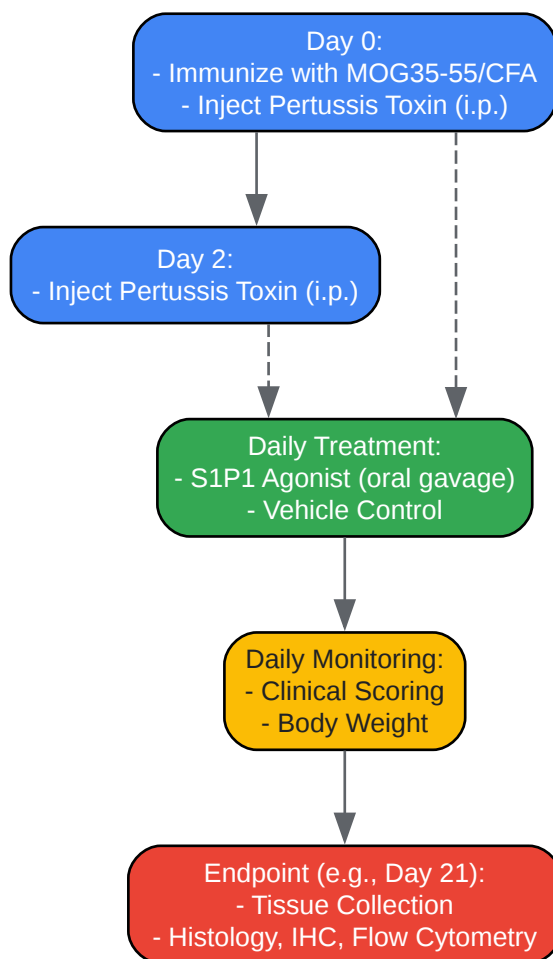 Day 0:
- Immunize with MOG35-55/CFA
- Inject Pertussis Toxin (i.p.)
Day 2:
- Inject Pertussis Toxin (i.p.)
Daily Treatment:
- S1P1 Agonist (oral gavage)
- Vehicle Control
Daily Monitoring:
- Clinical Scoring
- Body Weight
Endpoint (e.g., Day 21):
- Tissue Collection
- Histology, IHC, Flow Cytometry